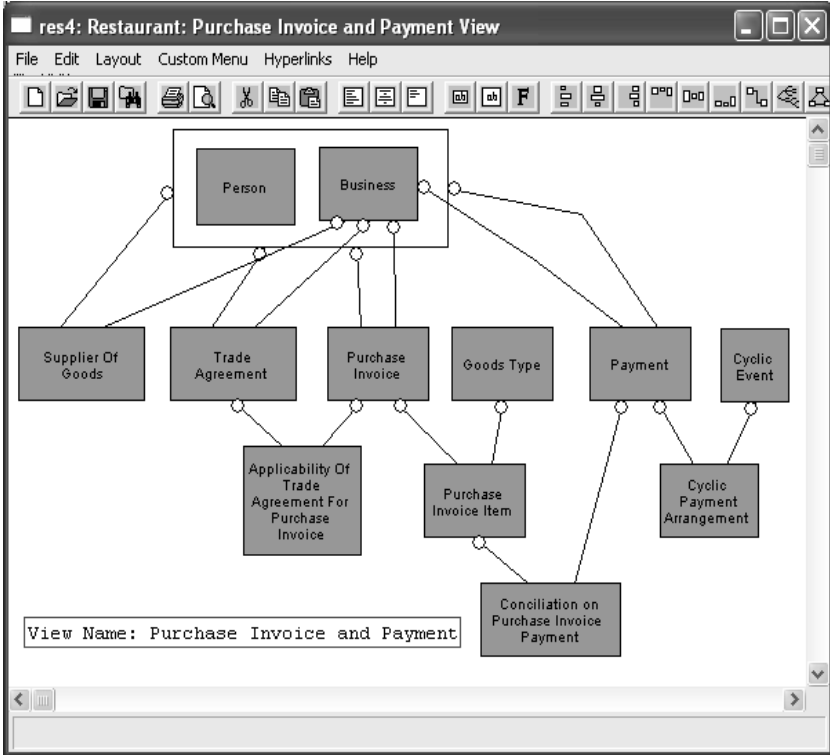 res4: Restaurant: Purchase Invoice and Payment View
File Edit Layout Custom Menu Hyperlinks Help
Person
Business
Supplier Of
Goods
Trade
Agreement
Purchase
Invoice
Goods Type
Payment
Cyclic
Event
Applicability Of
Trade
Agreement For
Purchase
Invoice
Purchase
Invoice Item
Cyclic
Payment
Arrangement
Conciliation on
Purchase Invoice
Payment
View Name: Purchase Invoice and Payment